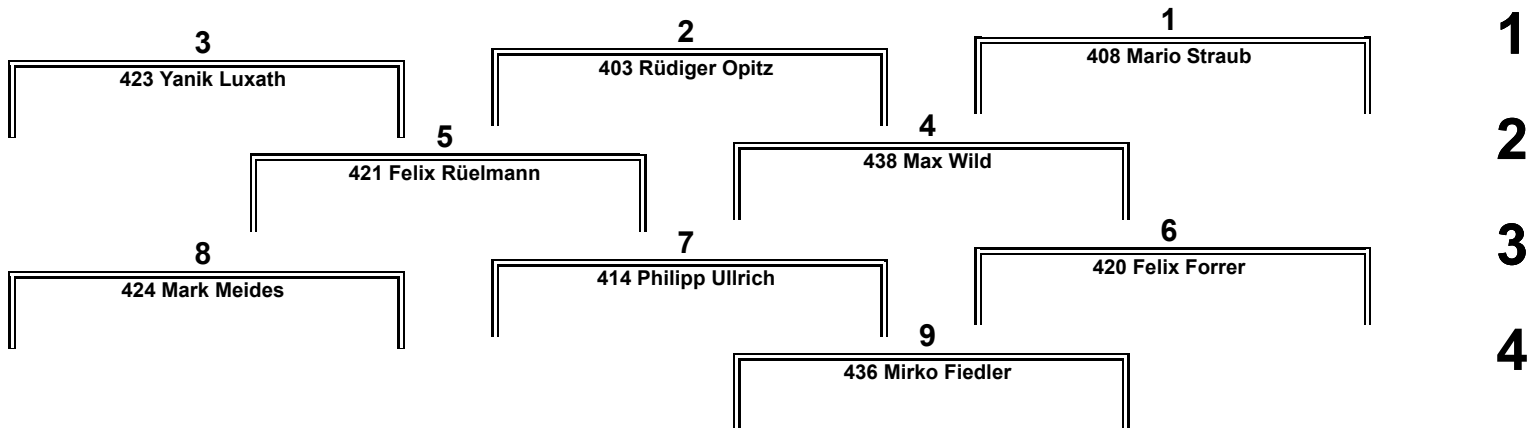 3
2
1
1
423 Yanik Luxath
403 Rüdiger Opitz
408 Mario Straub
5
4
2
421 Felix Rüelmann
438 Max Wild
8
7
6
3
424 Mark Meides
414 Philipp Ullrich
420 Felix Forrer
9
4
436 Mirko Fiedler